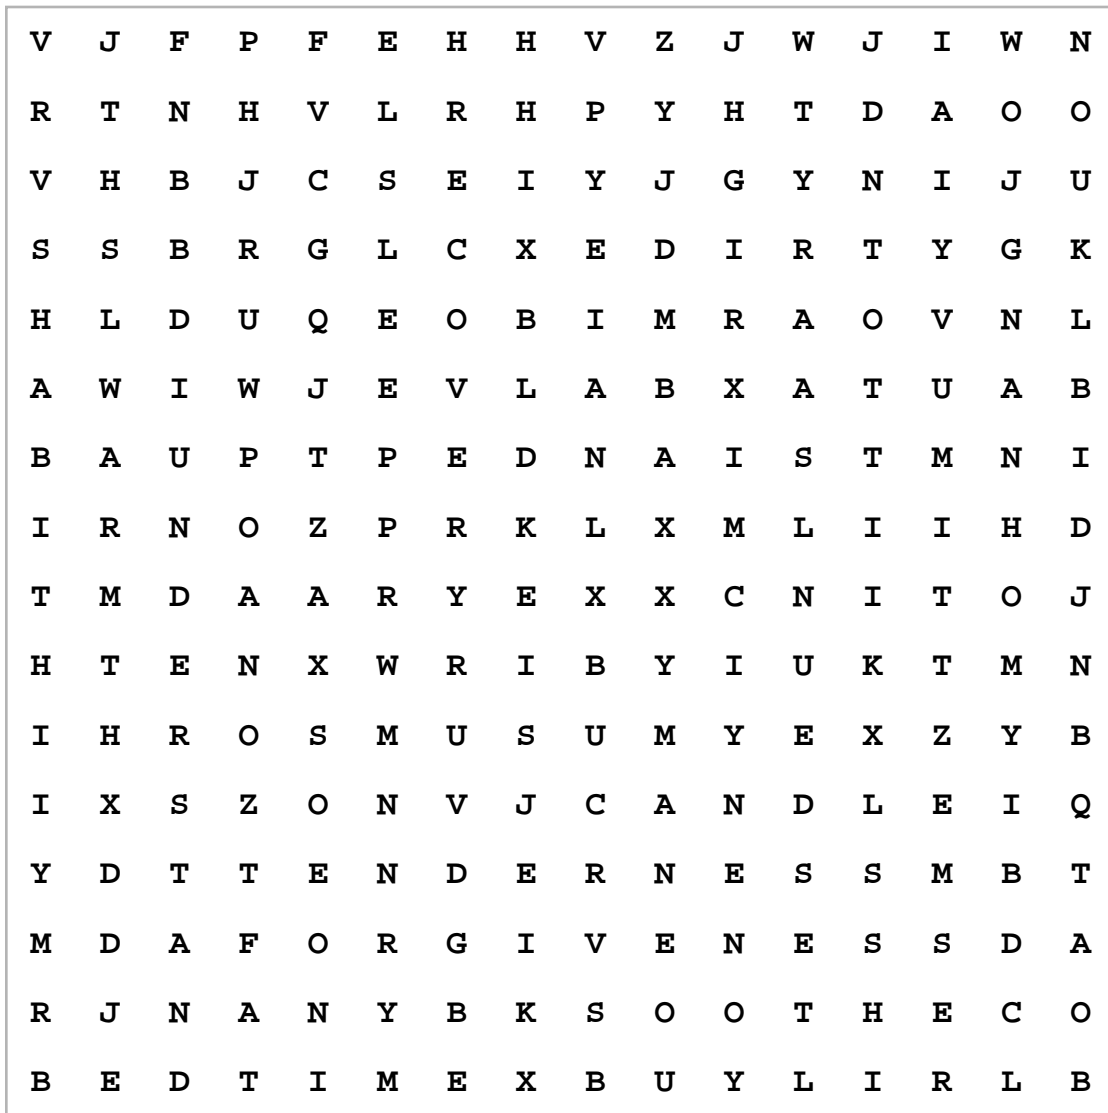 V J F P F E H H V Z J W J I W N
R T N H V L R H P Y H T D A O O
V H B J C S E I Y J G Y N I J U
S S B R G L C X E D I R T Y G K
H L D U Q E O B I M R A O V N L
A W I W J E V L A B X A T U A B
B A U P T P E D N A I S T M N I
I R N O Z P R K L X M L I I H D
T M D A A R Y E X X C N I T O J
H T E N X W R I B Y I U K T M N
I H R O S M U S U M Y E X Z Y B
I X S Z O N V J C A N D L E I Q
Y D T T E N D E R N E S S M B T
M D A F O R G I V E N E S S D A
R J N A N Y B K S O O T H E C O
B E D T I M E X B U Y L I R L B